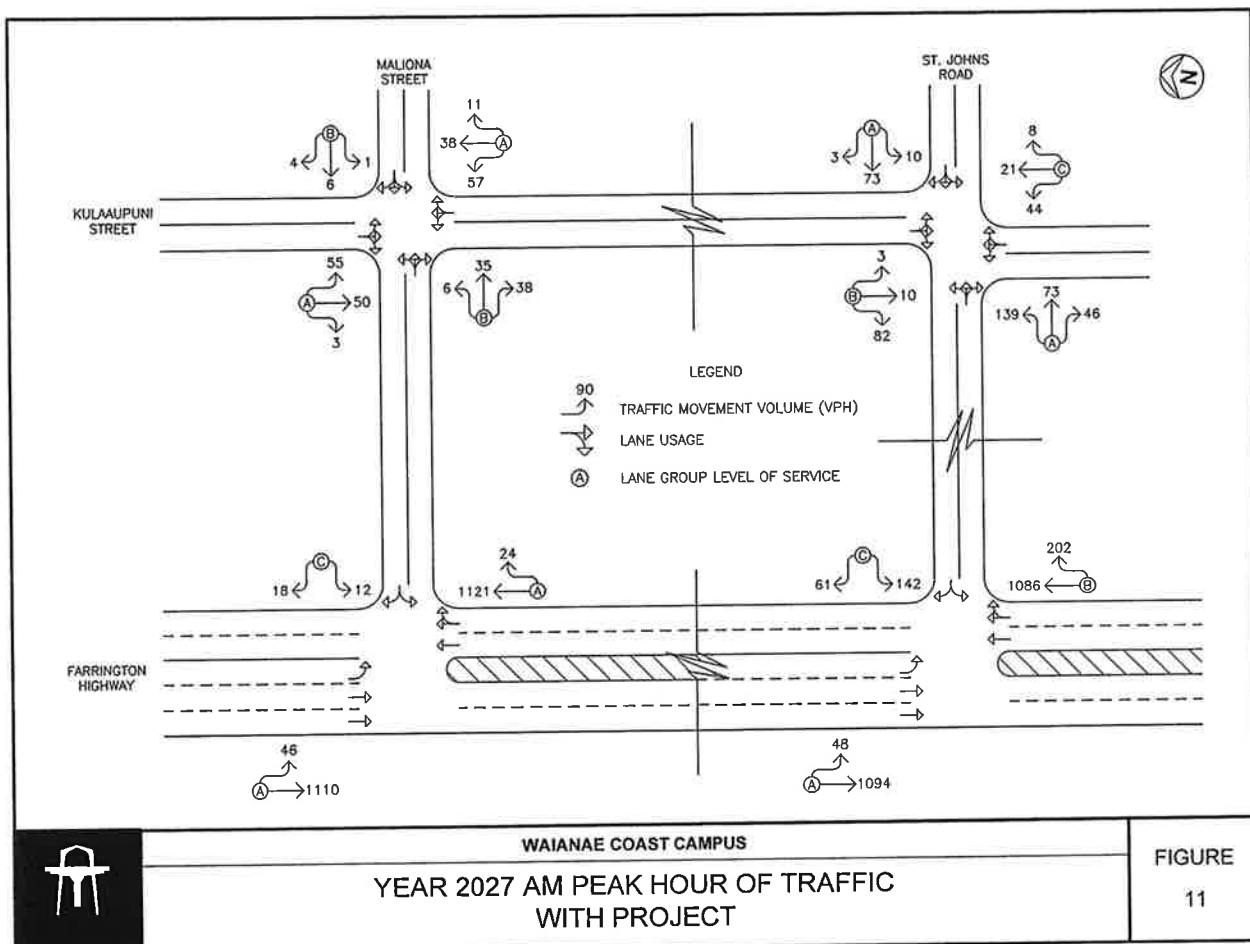 MALIONA
STREET
ST. JOHNS
ROAD
N
11
B
38 A
4 1
6
57
A
3 10
73
8
21 C
44
KULAAUPUNI
STREET
55
A 50
3
35
6 38
B
3
B 10
82
73
139 46
A
LEGEND
90
TRAFFIC MOVEMENT VOLUME (VPH)
LANE USAGE
A LANE GROUP LEVEL OF SERVICE
C
18 12
24
1121 A
C
61 142
202
1086 B
FARRINGTON
HIGHWAY
46
A 1110
48
A 1094
WAIANAE COAST CAMPUS
YEAR 2027 AM PEAK HOUR OF TRAFFIC
WITH PROJECT
FIGURE
11